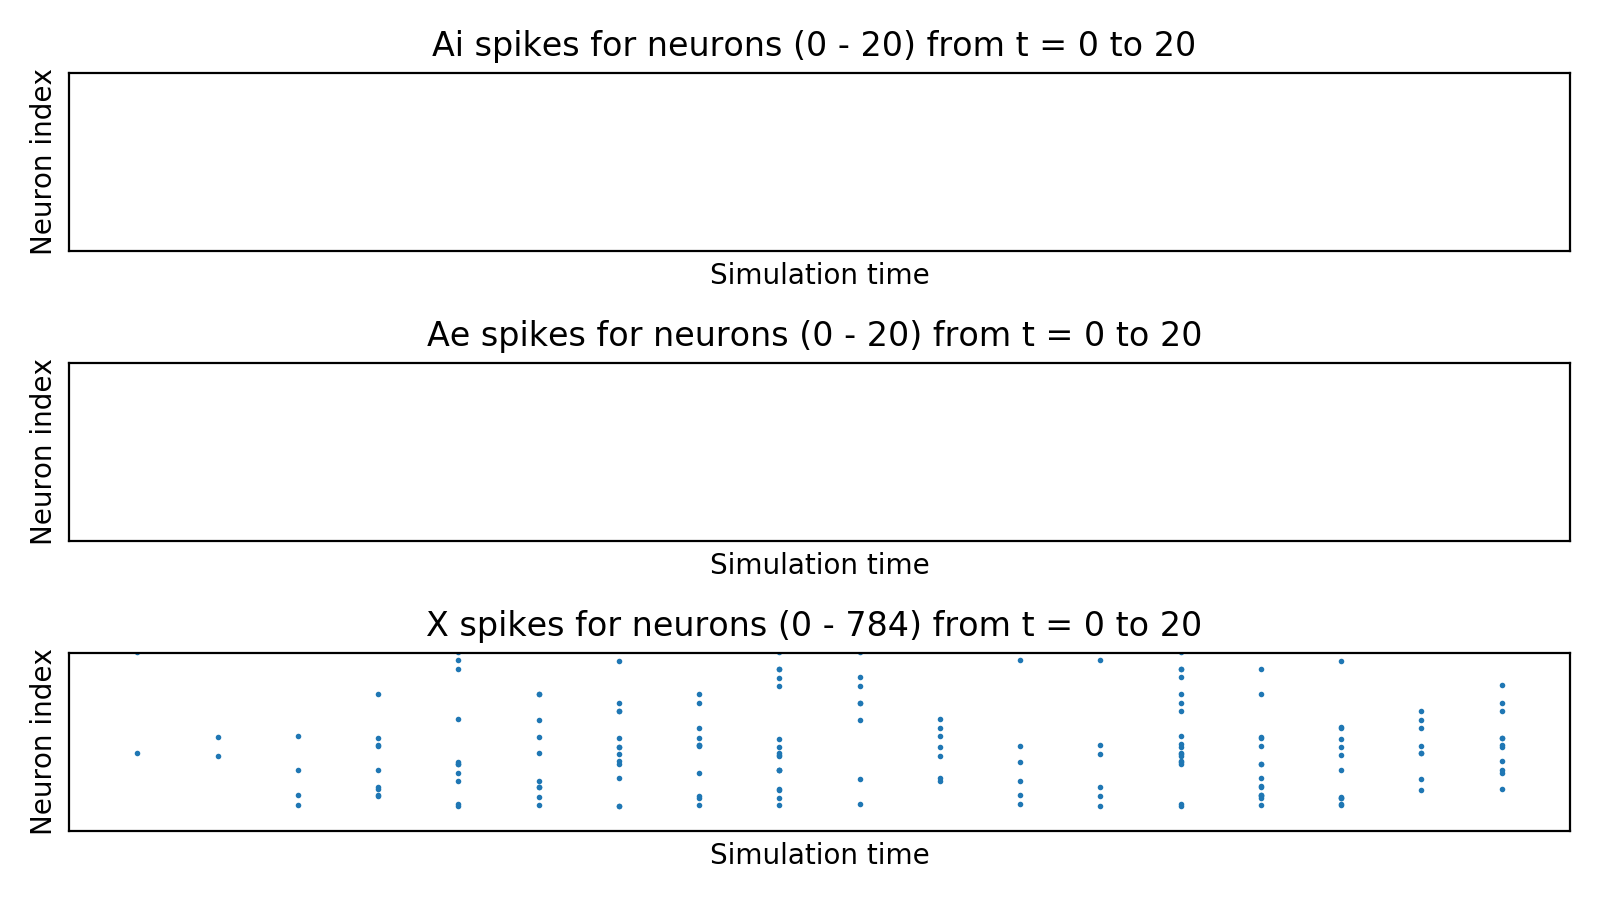 Ai spikes for neurons (0 - 20) from t = 0 to 20
Neuron index
Simulation time
Ae spikes for neurons (0 - 20) from t = 0 to 20
Neuron index
Simulation time
X spikes for neurons (0 - 784) from t = 0 to 20
Neuron index
Simulation time